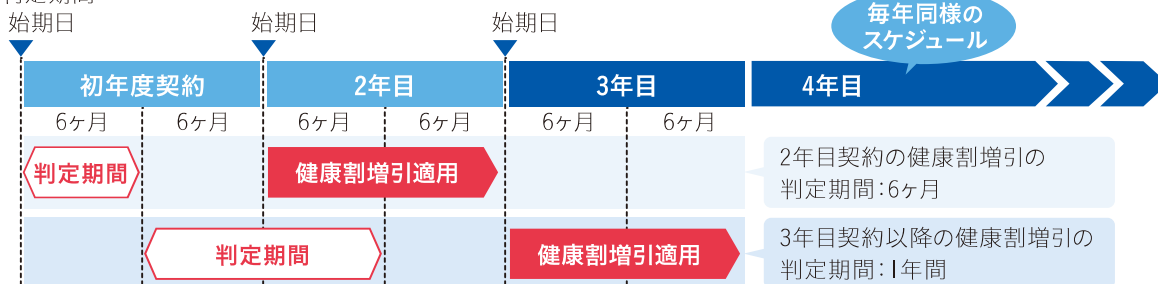 判定期間
始期日 始期日 始期日
毎年同様の
スケジュール
初年度契約 2年目 3年目 4年目
6ヶ月 6ヶ月 6ヶ月 6ヶ月 6ヶ月 6ヶ月
判定期間 健康割増引適用
2年目契約の健康割増引の
判定期間:6ヶ月
判定期間 健康割増引適用
3年目契約以降の健康割増引の
判定期間:1年間